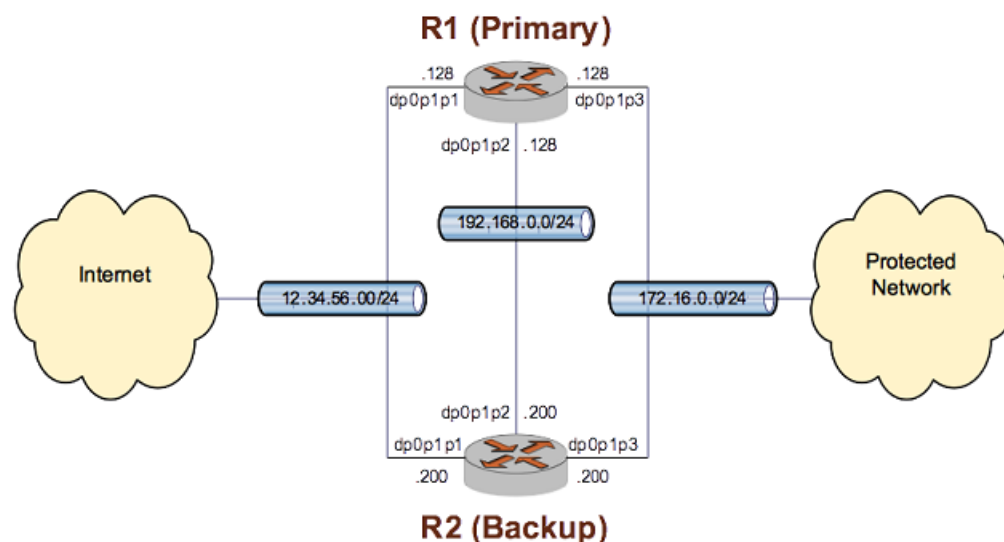 R1 (Primary)
.128
.128
dp0p1p1
dp0p1p3
dp0p1p2
.128
192.168.0.0/24
Internet
Protected
Network
12.34.56.00/24
172.16.0.0/24
dp0p1p2
.200
dp0p1p1
dp0p1p3
.200
.200
R2 (Backup)